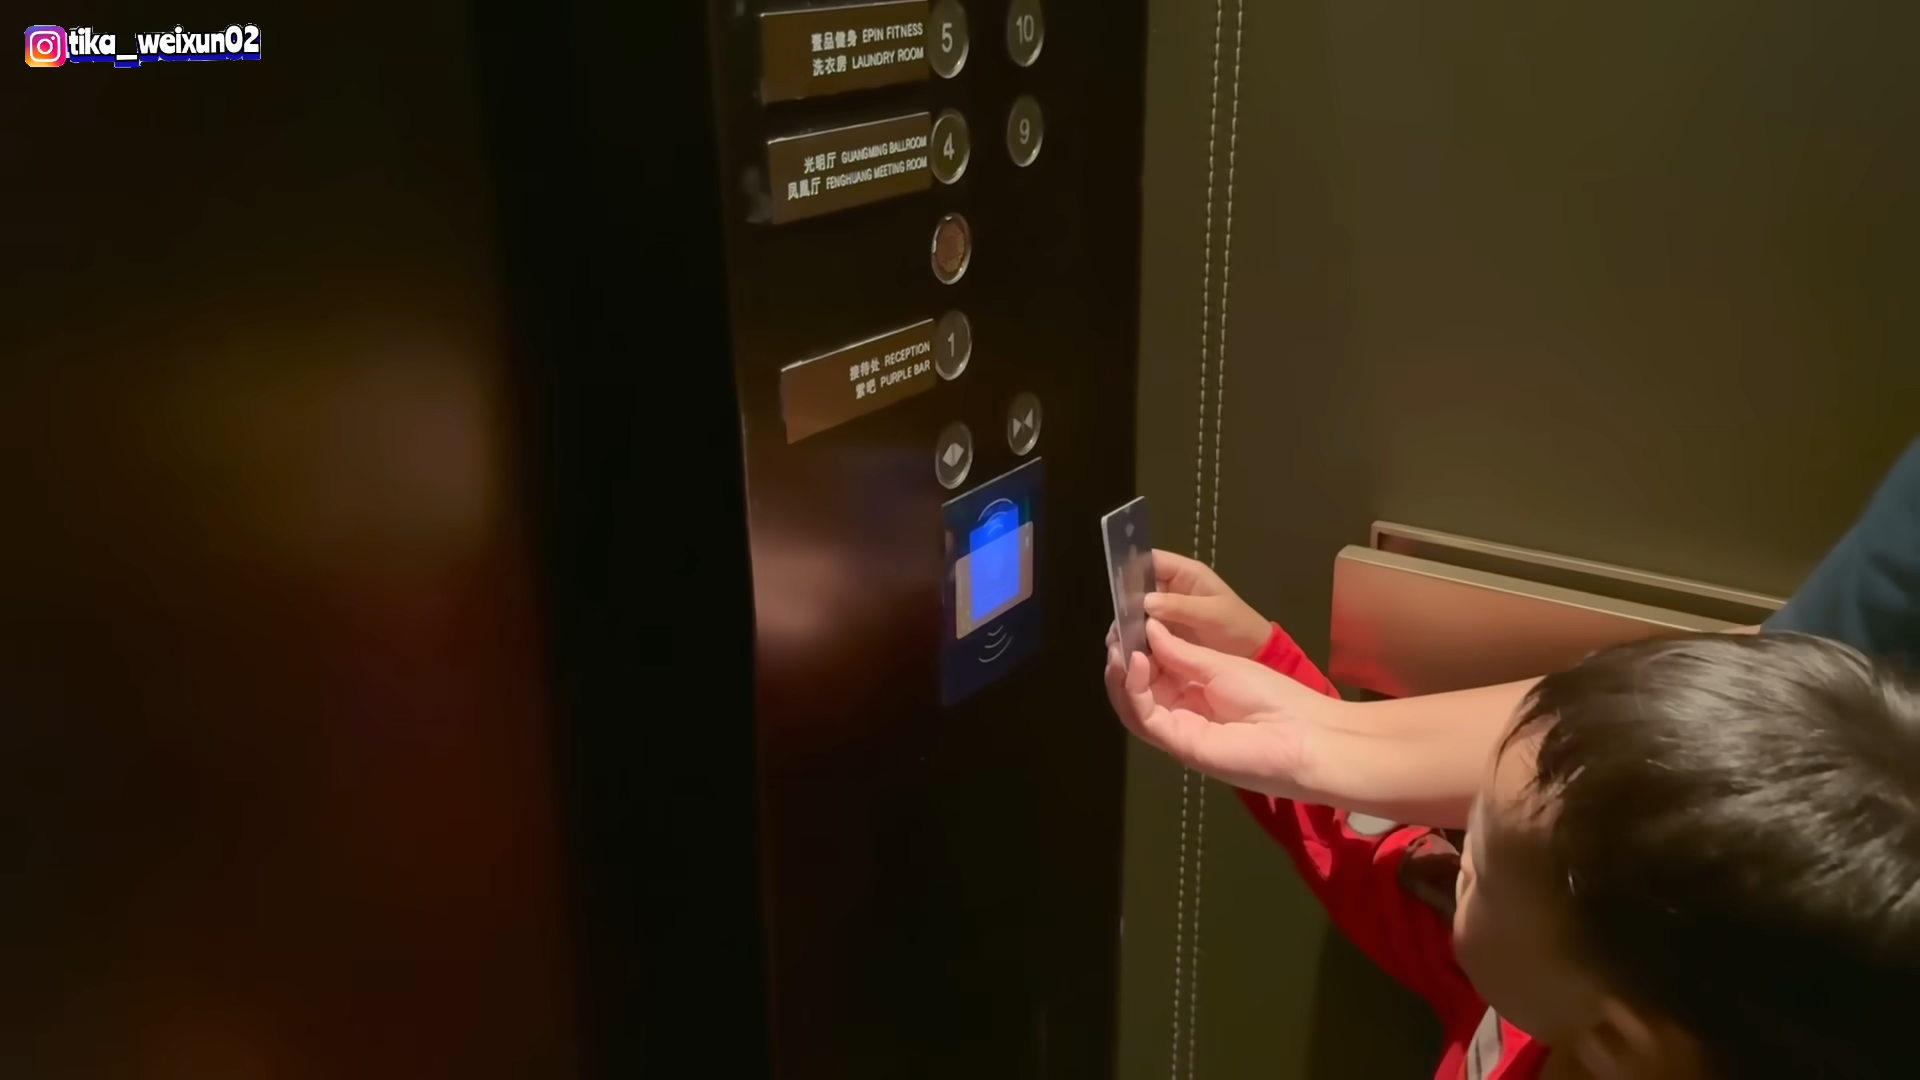 tika_weixun02
壹品健身 EPIN FITNESS
洗衣房 LAUNDRY ROOM
5
10
光明厅 GUANGMING BALLROOM
凤凰厅 FENGHUANG MEETING ROOM
4
9
接待处 RECEPTION
紫吧 PURPLE BAR
1